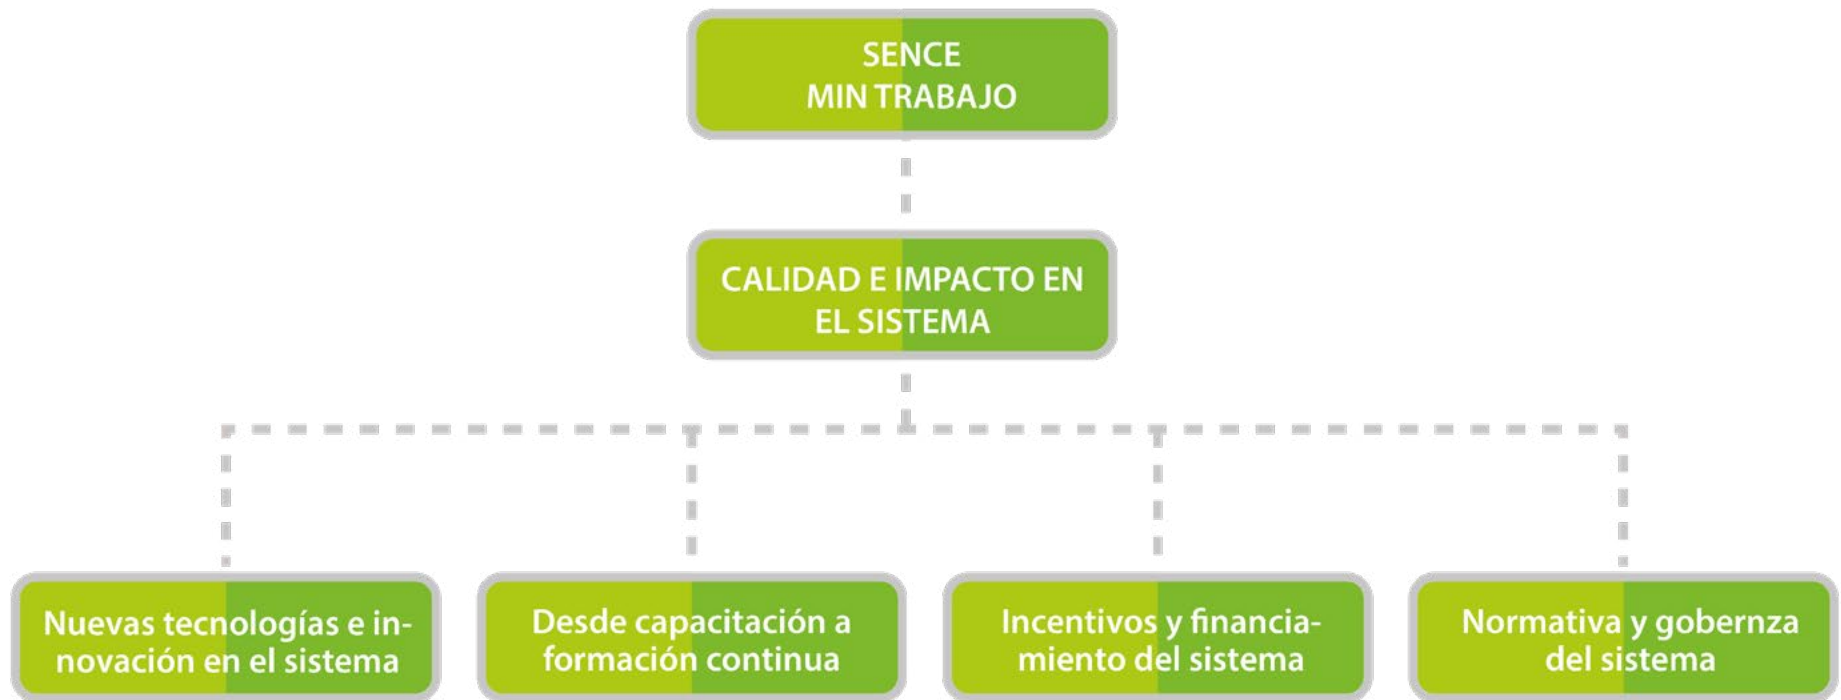 SENCE
MIN TRABAJO
CALIDAD E IMPACTO EN
EL SISTEMA
Nuevas tecnologías e in-
novación en el sistema
Desde capacitación a
formación continua
Incentivos y financia-
miento del sistema
Normativa y gobernza
del sistema